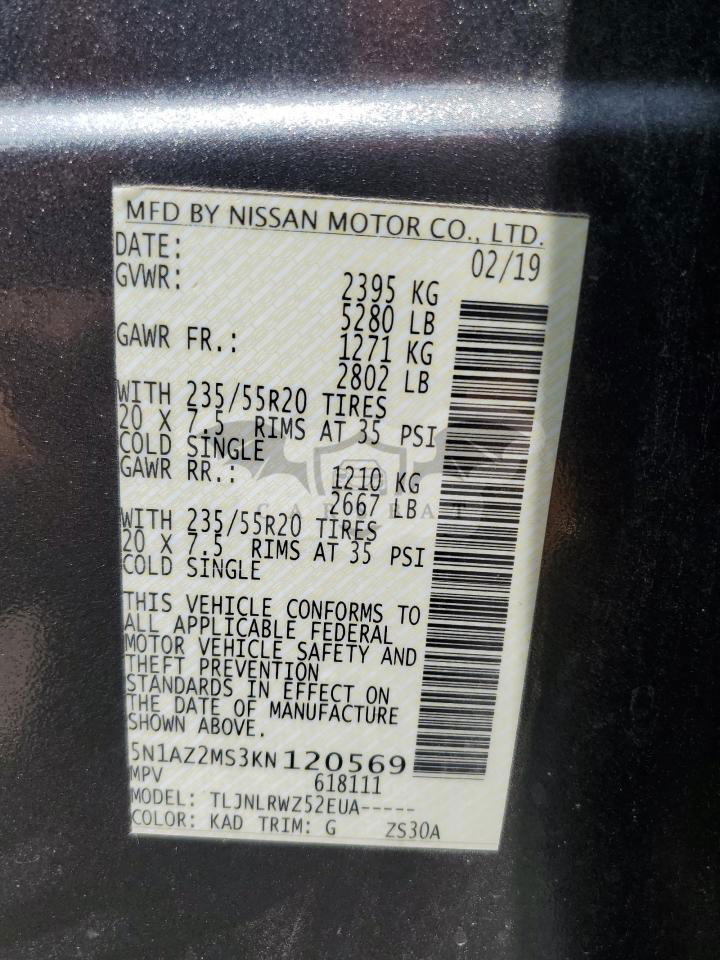 MFD BY NISSAN MOTOR CO., LTD.
DATE: 02/19
GVWR: 2395 KG
5280 LB
GAWR FR.: 1271 KG
2802 LB
WITH 235/55R20 TIRES
20 X 7.5 RIMS AT 35 PSI
COLD SINGLE
GAWR RR.: 1210 KG
2667 LB
WITH 235/55R20 TIRES
20 X 7.5 RIMS AT 35 PSI
COLD SINGLE
THIS VEHICLE CONFORMS TO
ALL APPLICABLE FEDERAL
MOTOR VEHICLE SAFETY AND
THEFT PREVENTION
STANDARDS IN EFFECT ON
THE DATE OF MANUFACTURE
SHOWN ABOVE.
5N1AZ2MS3KN120569
MPV 618111
MODEL: TLJNLRWZ52EUA-----
COLOR: KAD TRIM: G ZS30A